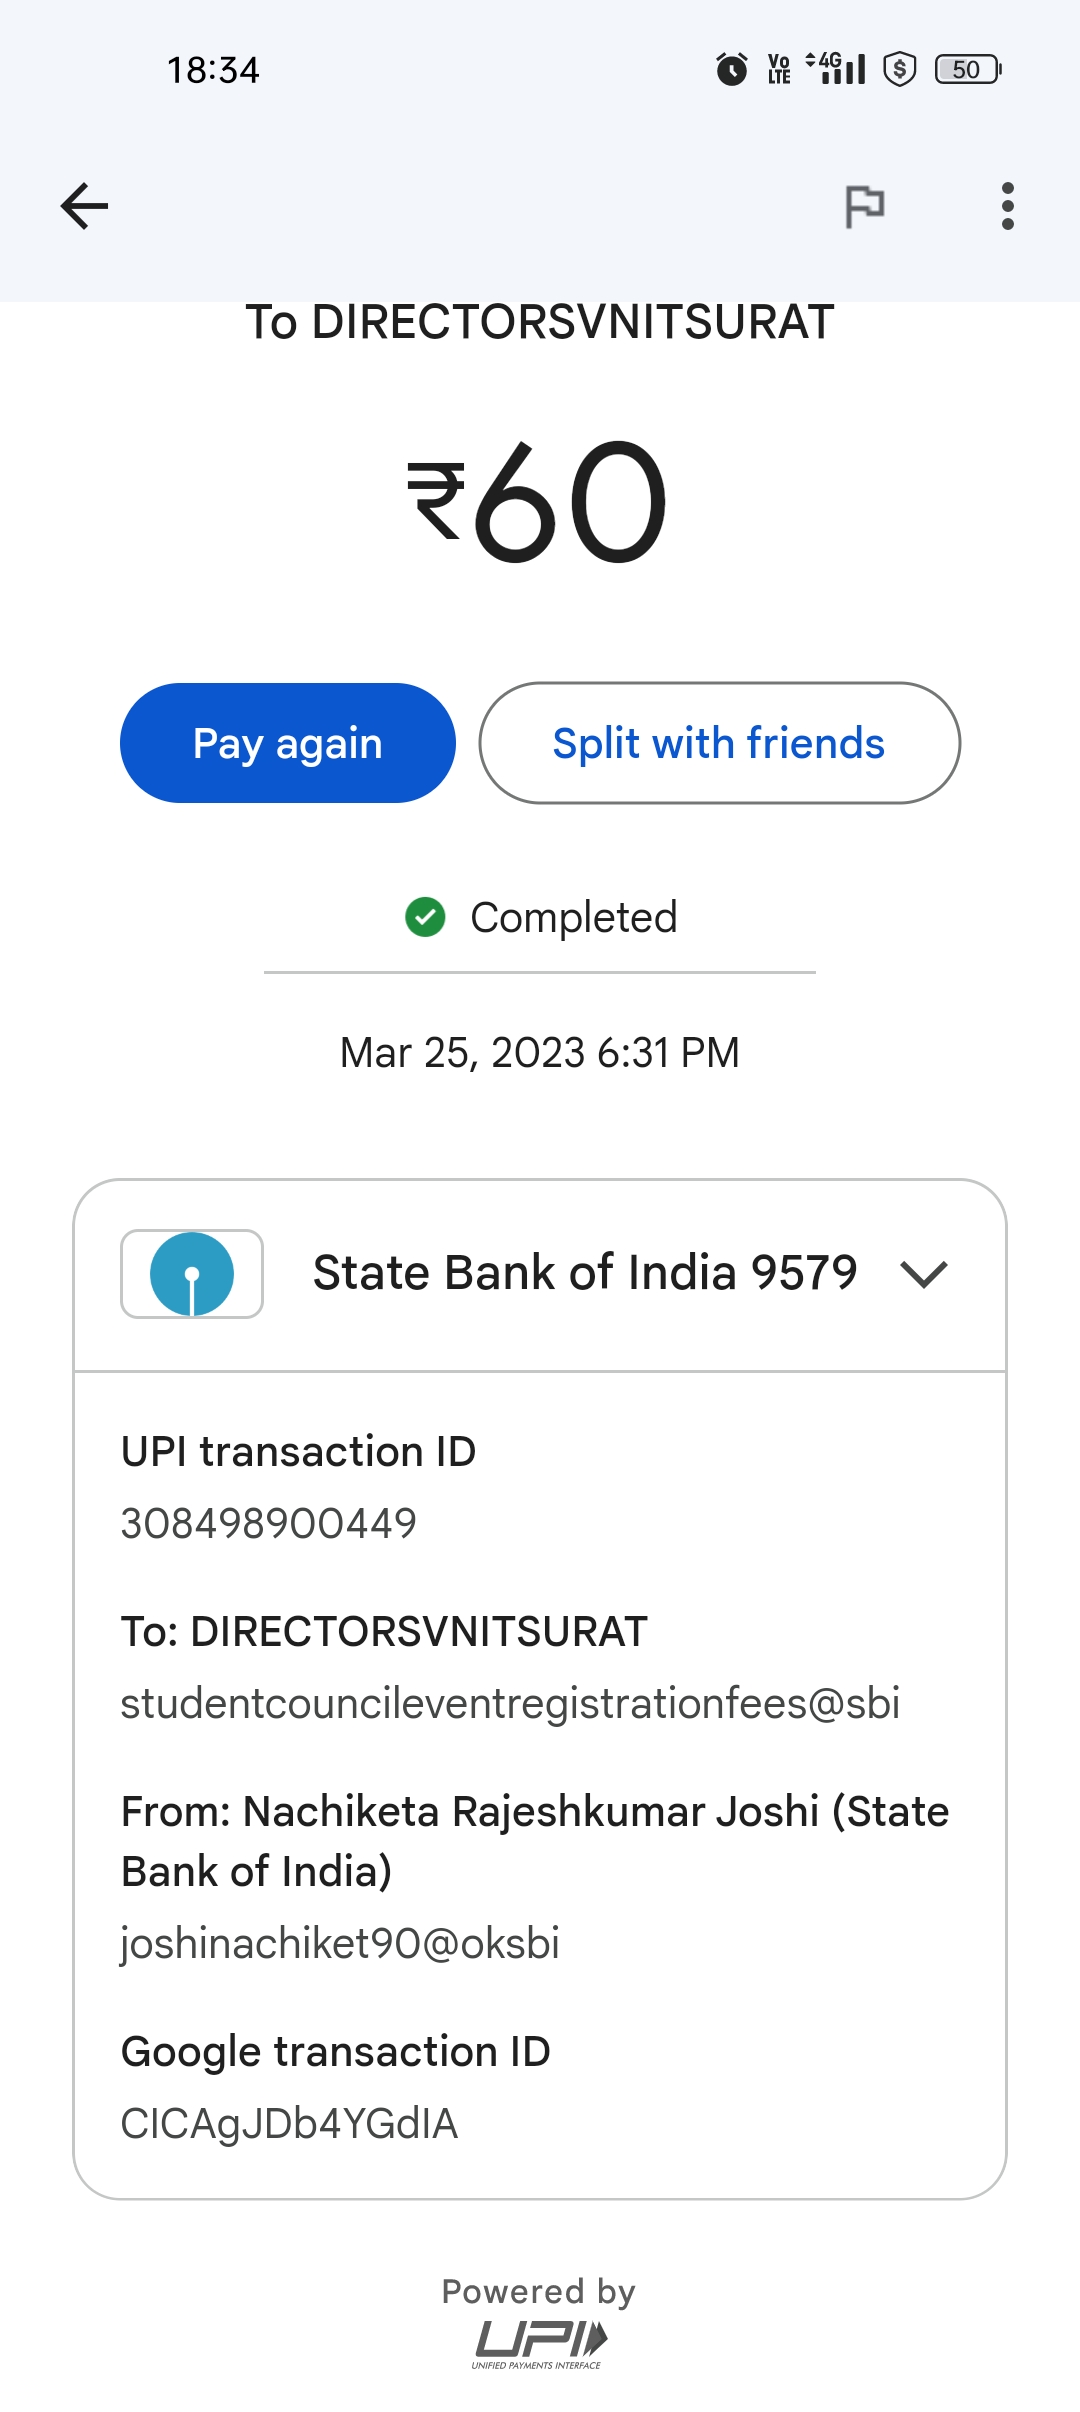 18:34
Vo LTE 4G 50
To DIRECTORSVNITSURAT
₹60
Pay again
Split with friends
Completed
Mar 25, 2023 6:31 PM
State Bank of India 9579
UPI transaction ID
308498900449
To: DIRECTORSVNITSURAT
studentcouncileventregistrationfees@sbi
From: Nachiketa Rajeshkumar Joshi (State
Bank of India)
joshinachiket90@oksbi
Google transaction ID
CICAgJDb4YGdIA
Powered by
UPI
UNIFIED PAYMENTS INTERFACE